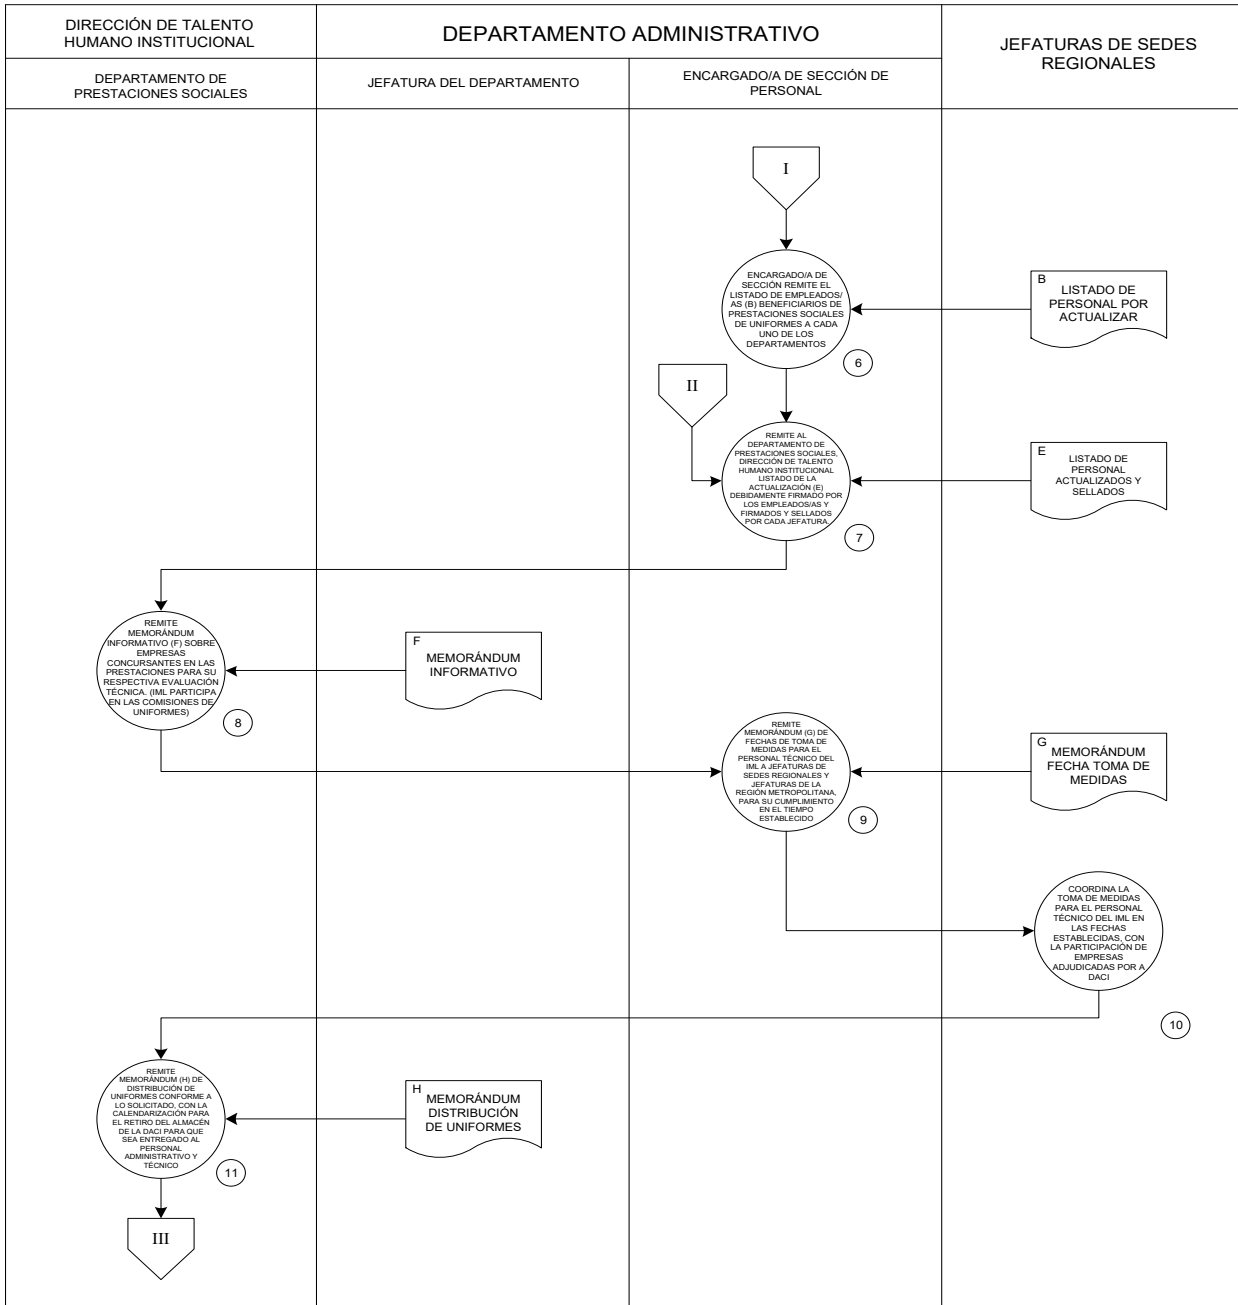 DIRECCIÓN DE TALENTO
HUMANO INSTITUCIONAL
DEPARTAMENTO ADMINISTRATIVO
JEFATURAS DE SEDES
REGIONALES
DEPARTAMENTO DE
PRESTACIONES SOCIALES
JEFATURA DEL DEPARTAMENTO
ENCARGADO/A DE SECCIÓN DE
PERSONAL
I
ENCARGADO/A DE
SECCIÓN REMITE EL
LISTADO DE EMPLEADOS/
AS (B) BENEFICIARIOS DE
PRESTACIONES SOCIALES
DE UNIFORMES A CADA
UNO DE LOS
DEPARTAMENTOS
6
B
LISTADO DE
PERSONAL POR
ACTUALIZAR
II
REMITE AL
DEPARTAMENTO DE
PRESTACIONES SOCIALES,
DIRECCIÓN DE TALENTO
HUMANO INSTITUCIONAL
LISTADO DE LA
ACTUALIZACIÓN (E)
DEBIDAMENTE FIRMADO POR
LOS EMPLEADOS/AS Y
FIRMADOS Y SELLADOS
POR CADA JEFATURA.
7
E
LISTADO DE
PERSONAL
ACTUALIZADOS Y
SELLADOS
REMITE
MEMORÁNDUM
INFORMATIVO (F) SOBRE
EMPRESAS
CONCURSANTES EN LAS
PRESTACIONES PARA SU
RESPECTIVA EVALUACIÓN
TÉCNICA. (IML PARTICIPA
EN LAS COMISIONES DE
UNIFORMES)
8
F
MEMORÁNDUM
INFORMATIVO
REMITE
MEMORÁNDUM (G) DE
FECHAS DE TOMA DE
MEDIDAS PARA EL
PERSONAL TÉCNICO DEL
IML A JEFATURAS DE
SEDES REGIONALES Y
JEFATURAS DE LA
REGIÓN METROPOLITANA,
PARA SU CUMPLIMIENTO
EN EL TIEMPO
ESTABLECIDO
9
G
MEMORÁNDUM
FECHA TOMA DE
MEDIDAS
COORDINA LA
TOMA DE MEDIDAS
PARA EL PERSONAL
TÉCNICO DEL IML EN
LAS FECHAS
ESTABLECIDAS, CON
LA PARTICIPACIÓN DE
EMPRESAS
ADJUDICADAS POR A
DACI
10
REMITE
MEMORÁNDUM (H) DE
DISTRIBUCIÓN DE
UNIFORMES CONFORME A
LO SOLICITADO, CON LA
CALENDARIZACIÓN PARA
EL RETIRO DEL ALMACÉN
DE LA DACI PARA QUE
SEA ENTREGADO AL
PERSONAL
ADMINISTRATIVO Y
TÉCNICO
11
H
MEMORÁNDUM
DISTRIBUCIÓN
DE UNIFORMES
III